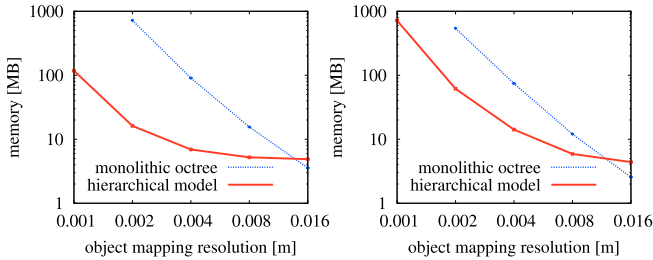 1000
100
10
1
memory [MB]
monolithic octree
hierarchical model
0.001 0.002 0.004 0.008 0.016
object mapping resolution [m]
1000
100
10
1
memory [MB]
monolithic octree
hierarchical model
0.001 0.002 0.004 0.008 0.016
object mapping resolution [m]